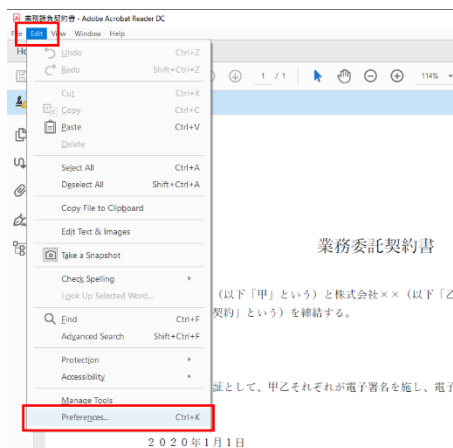 業務請負契約書 - Adobe Acrobat Reader DC
File Edit View Window Help
Undo Ctrl+Z
Redo Shift+Ctrl+Z
1 / 1 114%
Cut Ctrl+X
Copy Ctrl+C
Paste Ctrl+V
Delete
Select All Ctrl+A
Deselect All Shift+Ctrl+A
Copy File to Clipboard
Edit Text & Images
業務委託契約書
Take a Snapshot
Check Spelling
Look Up Selected Word...
（以下「甲」という）と株式会社××（以下「乙
Find Ctrl+F
契約」という）を締結する。
Advanced Search Shift+Ctrl+F
Protection
Accessibility
証として、甲乙それぞれが電子署名を施し、電子
Manage Tools
Preferences... Ctrl+K
2020年1月1日